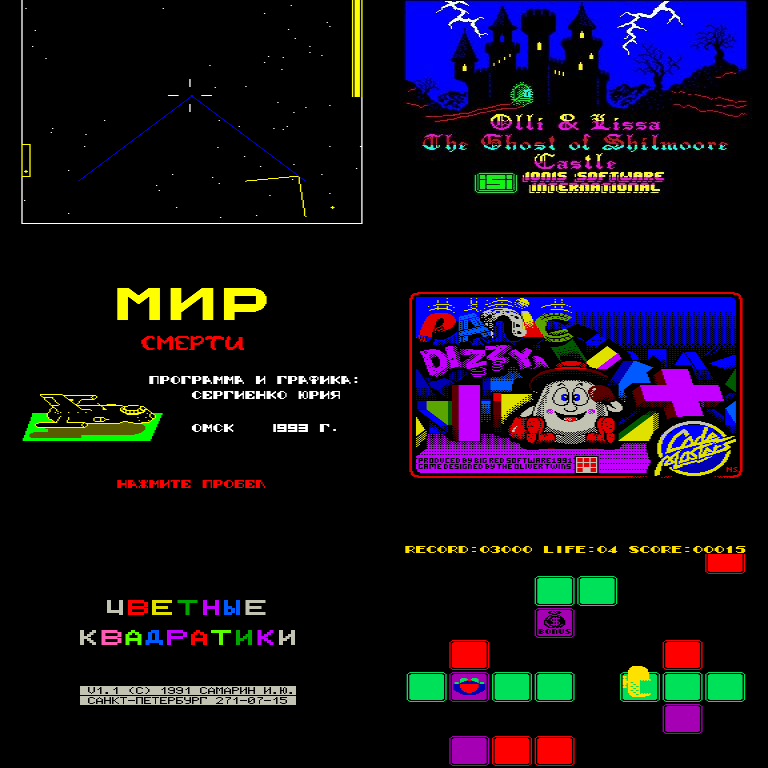 Olli & Lissa
The Ghost of Shilmoore
Castle
isi IONIS SOFTWARE
INTERNATIONAL
МИР
СМЕРТИ
ПРОГРАММА И ГРАФИКА:
СЕРГИЕНКО ЮРИЯ
ОМСК 1993 Г.
НАЖМИТЕ ПРОБЕЛ
PANIC
DIZZY
Code
Masters
PRODUCED BY BIG RED SOFTWARE 1991
GAME DESIGNED BY THE OLIVER TWINS
ЦВЕТНЫЕ
КВАДРАТИКИ
V1.1 (C) 1991 САМАРИН И.Ю.
САНКТ-ПЕТЕРБУРГ 271-07-15
RECORD:03000 LIFE:04 SCORE:00015
BONUS